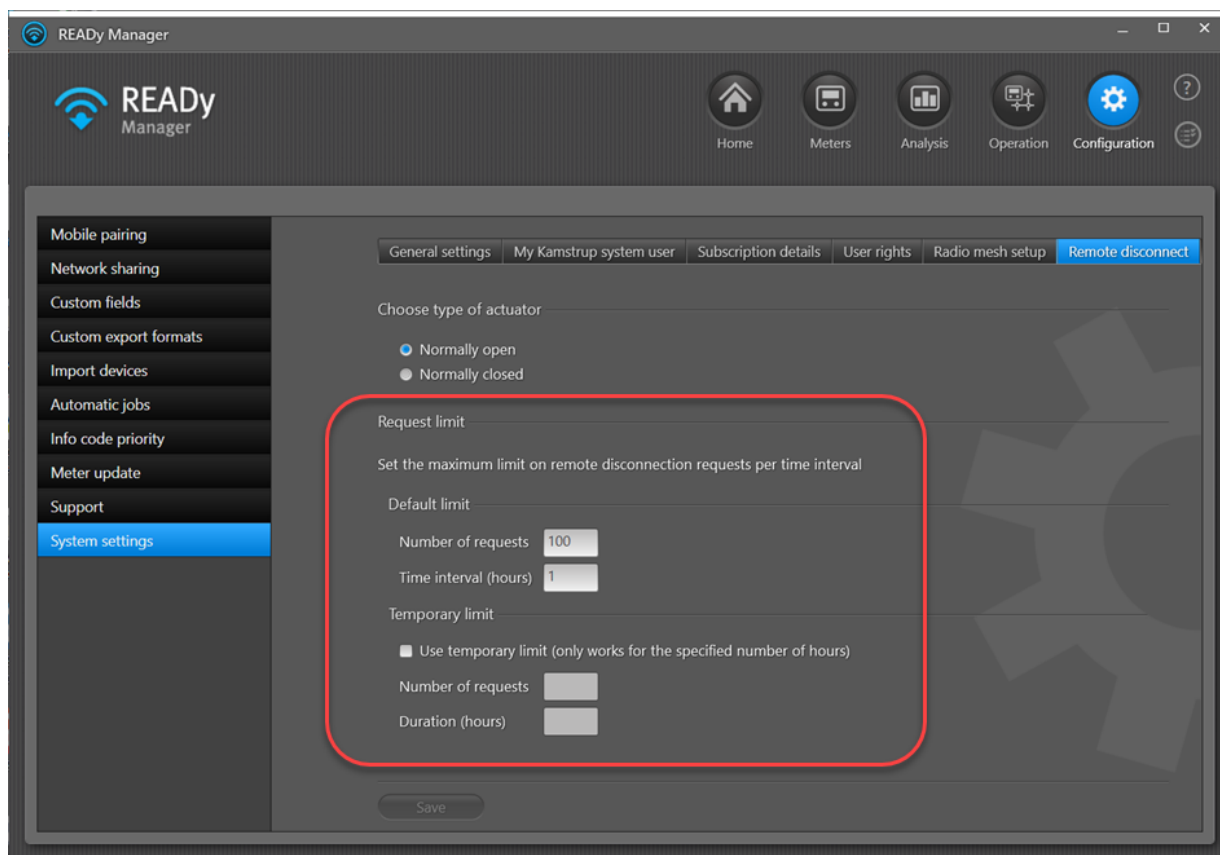 READy Manager
READy
Manager
Home
Meters
Analysis
Operation
Configuration
?
Mobile pairing
Network sharing
Custom fields
Custom export formats
Import devices
Automatic jobs
Info code priority
Meter update
Support
System settings
General settings
My Kamstrup system user
Subscription details
User rights
Radio mesh setup
Remote disconnect
Choose type of actuator
Normally open
Normally closed
Request limit
Set the maximum limit on remote disconnection requests per time interval
Default limit
Number of requests 100
Time interval (hours) 1
Temporary limit
Use temporary limit (only works for the specified number of hours)
Number of requests
Duration (hours)
Save